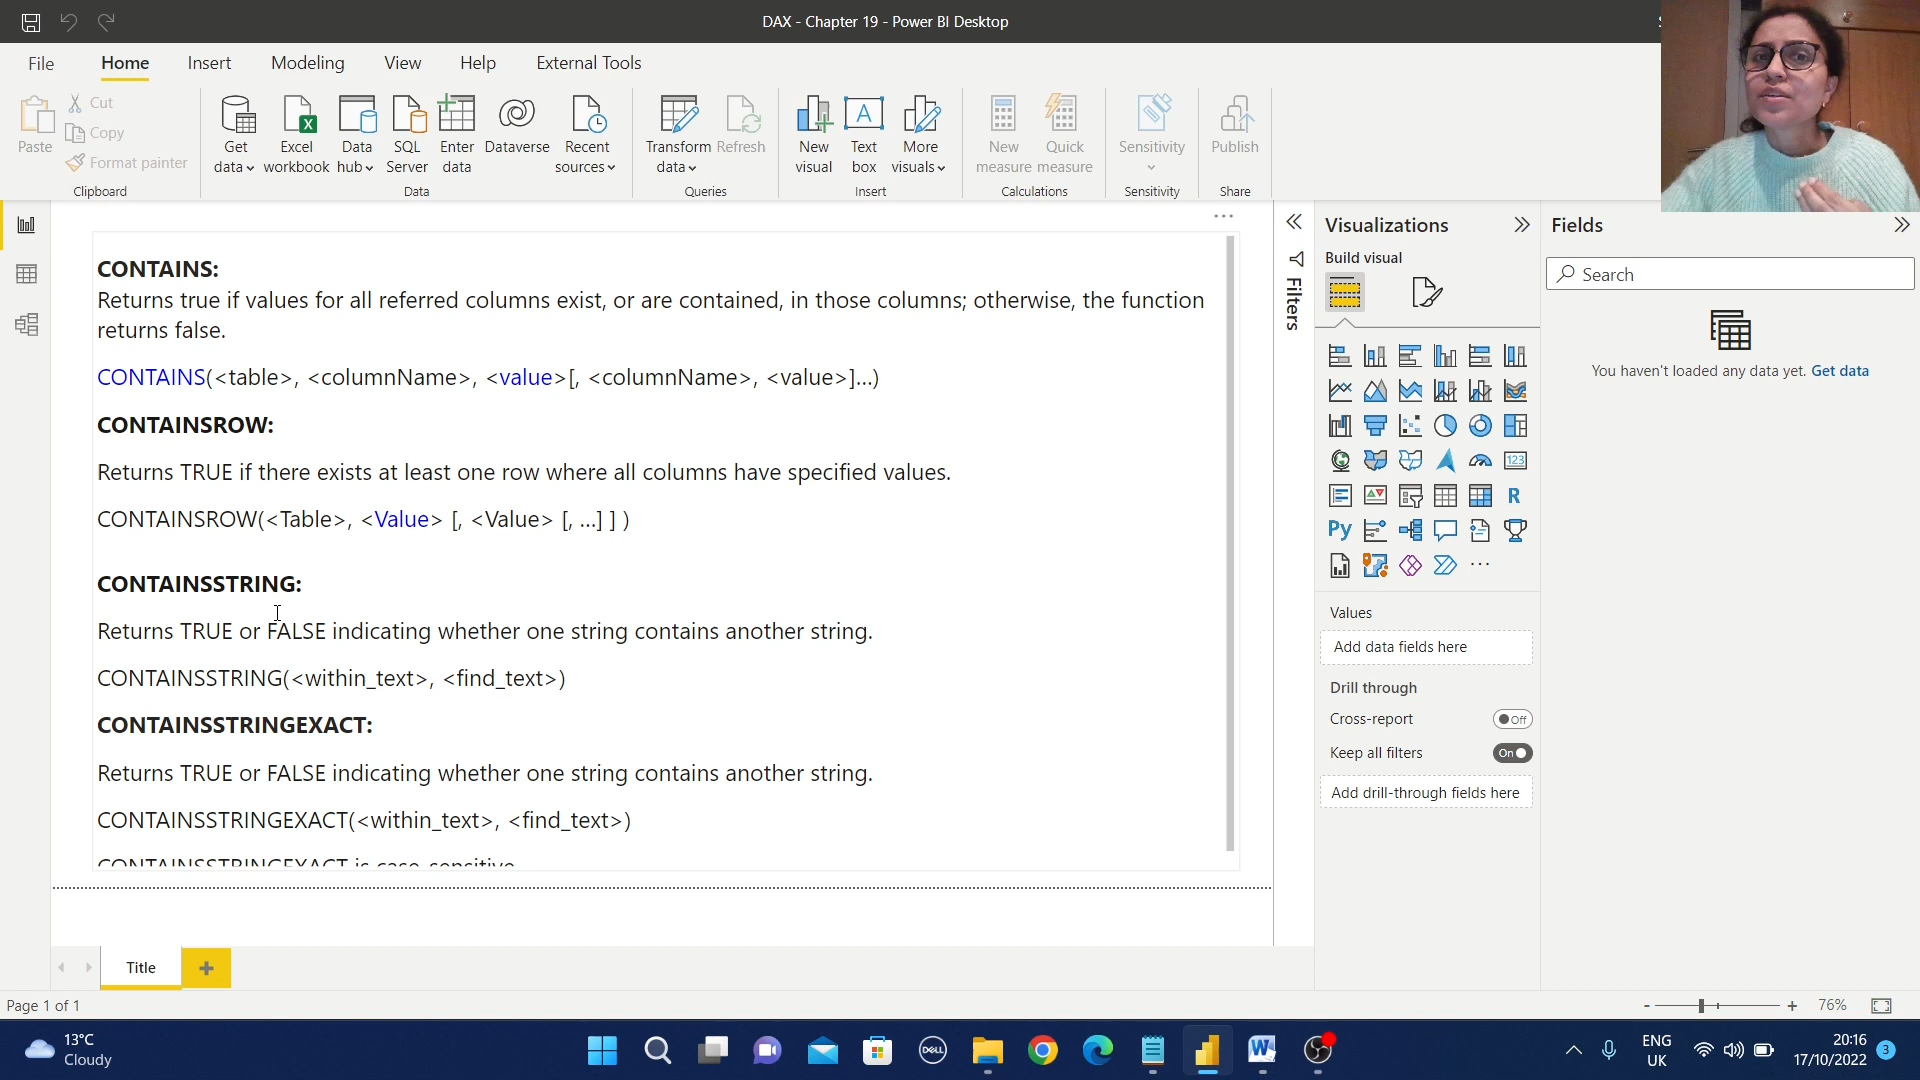 DAX - Chapter 19 - Power BI Desktop
File
Home
Insert
Modeling
View
Help
External Tools
Paste
Cut
Copy
Format painter
Clipboard
Get data
Excel workbook
Data hub
SQL Server
Enter data
Dataverse
Recent sources
Data
Transform data
Refresh
Queries
New visual
Text box
More visuals
Insert
New measure
Quick measure
Calculations
Sensitivity
Sensitivity
Publish
Share
CONTAINS:
Returns true if values for all referred columns exist, or are contained, in those columns; otherwise, the function
returns false.
CONTAINS(<table>, <columnName>, <value>[, <columnName>, <value>]…)
CONTAINSROW:
Returns TRUE if there exists at least one row where all columns have specified values.
CONTAINSROW(<Table>, <Value> [, <Value> [, …] ] )
CONTAINSSTRING:
Returns TRUE or FALSE indicating whether one string contains another string.
CONTAINSSTRING(<within_text>, <find_text>)
CONTAINSSTRINGEXACT:
Returns TRUE or FALSE indicating whether one string contains another string.
CONTAINSSTRINGEXACT(<within_text>, <find_text>)
CONTAINSSTRINGEXACT is case-sensitive
Filters
Visualizations
Build visual
123
R
Py
Values
Add data fields here
Drill through
Cross-report
Off
Keep all filters
On
Add drill-through fields here
Fields
Search
You haven't loaded any data yet. Get data
Title
Page 1 of 1
- + 76%
13°C
Cloudy
DELL
W
ENG
UK
20:16
17/10/2022
3